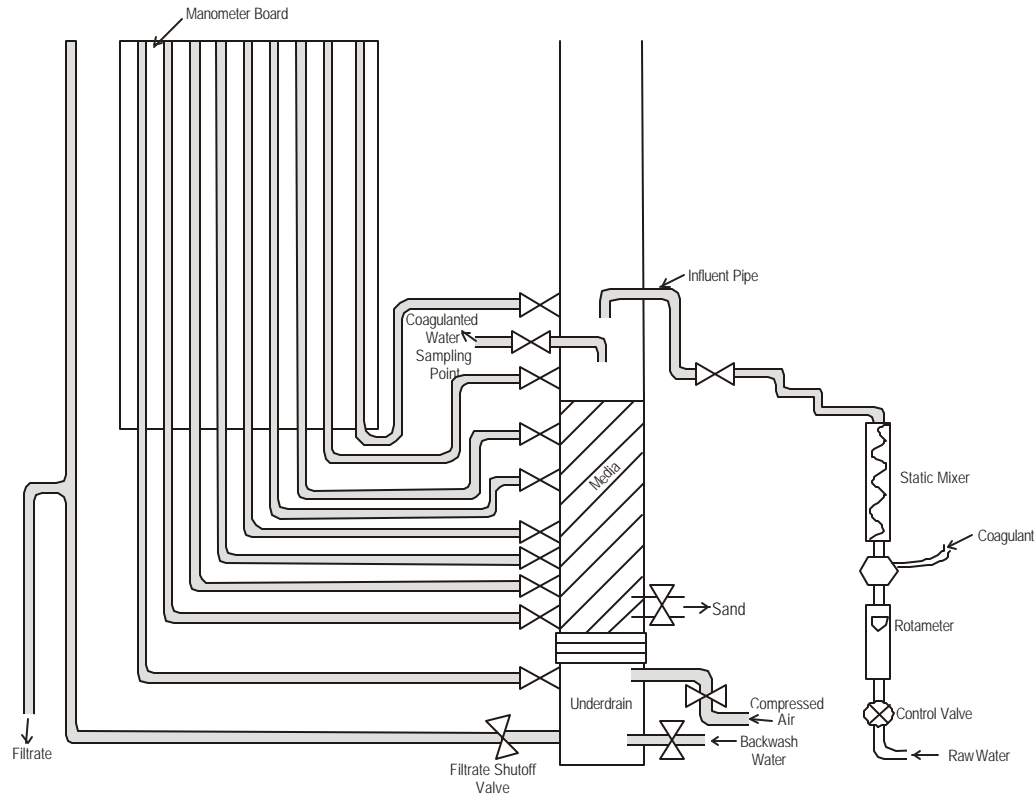 Manometer Board
Influent Pipe
Coagulanted
Water
Sampling
Point
Media
Static Mixer
Coagulant
Sand
Rotameter
Underdrain
Compressed
Air
Control Valve
Backwash
Water
Raw Water
Filtrate
Filtrate Shutoff
Valve